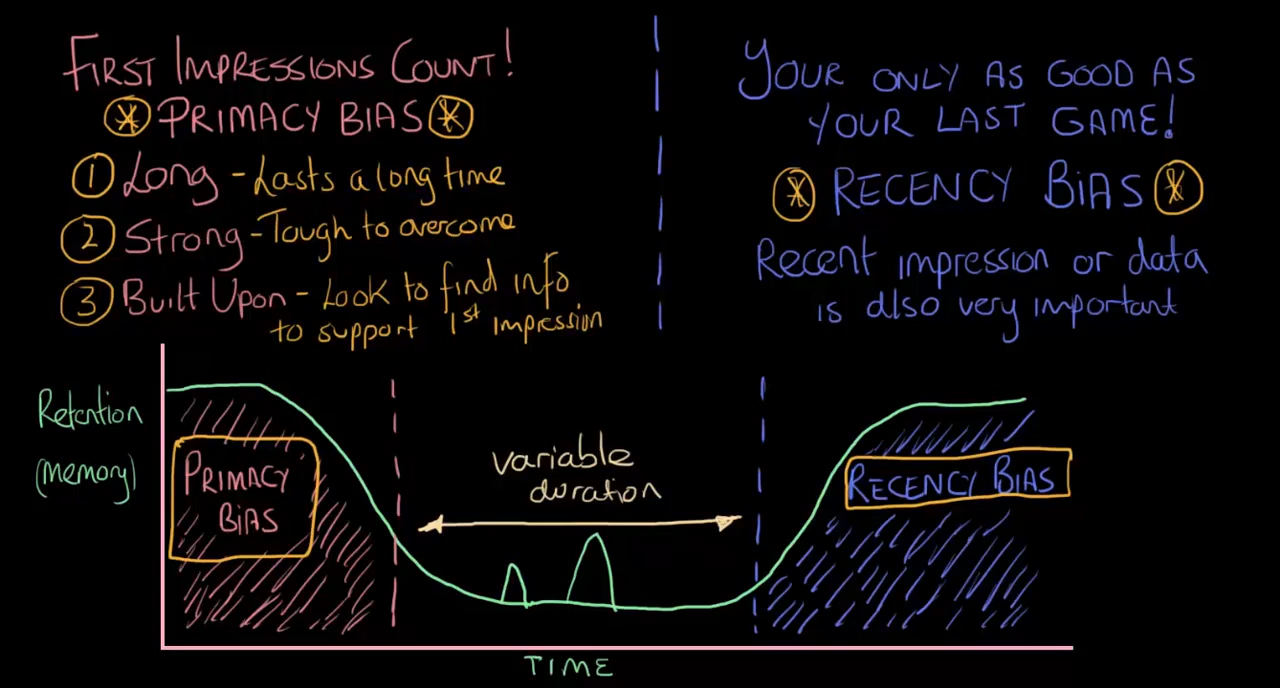 FIRST IMPRESSIONS COUNT!
* PRIMACY BIAS *
1 Long - Lasts a long time
2 Strong - Tough to overcome
3 Built Upon - Look to find info
to support 1st impression
YOUR ONLY AS GOOD AS
YOUR LAST GAME!
* RECENCY BiAS *
Recent impression or data
is also very important
Retention
(memory)
PRIMACY
BiAS
variable
duration
RECENCY BIAS
TIME